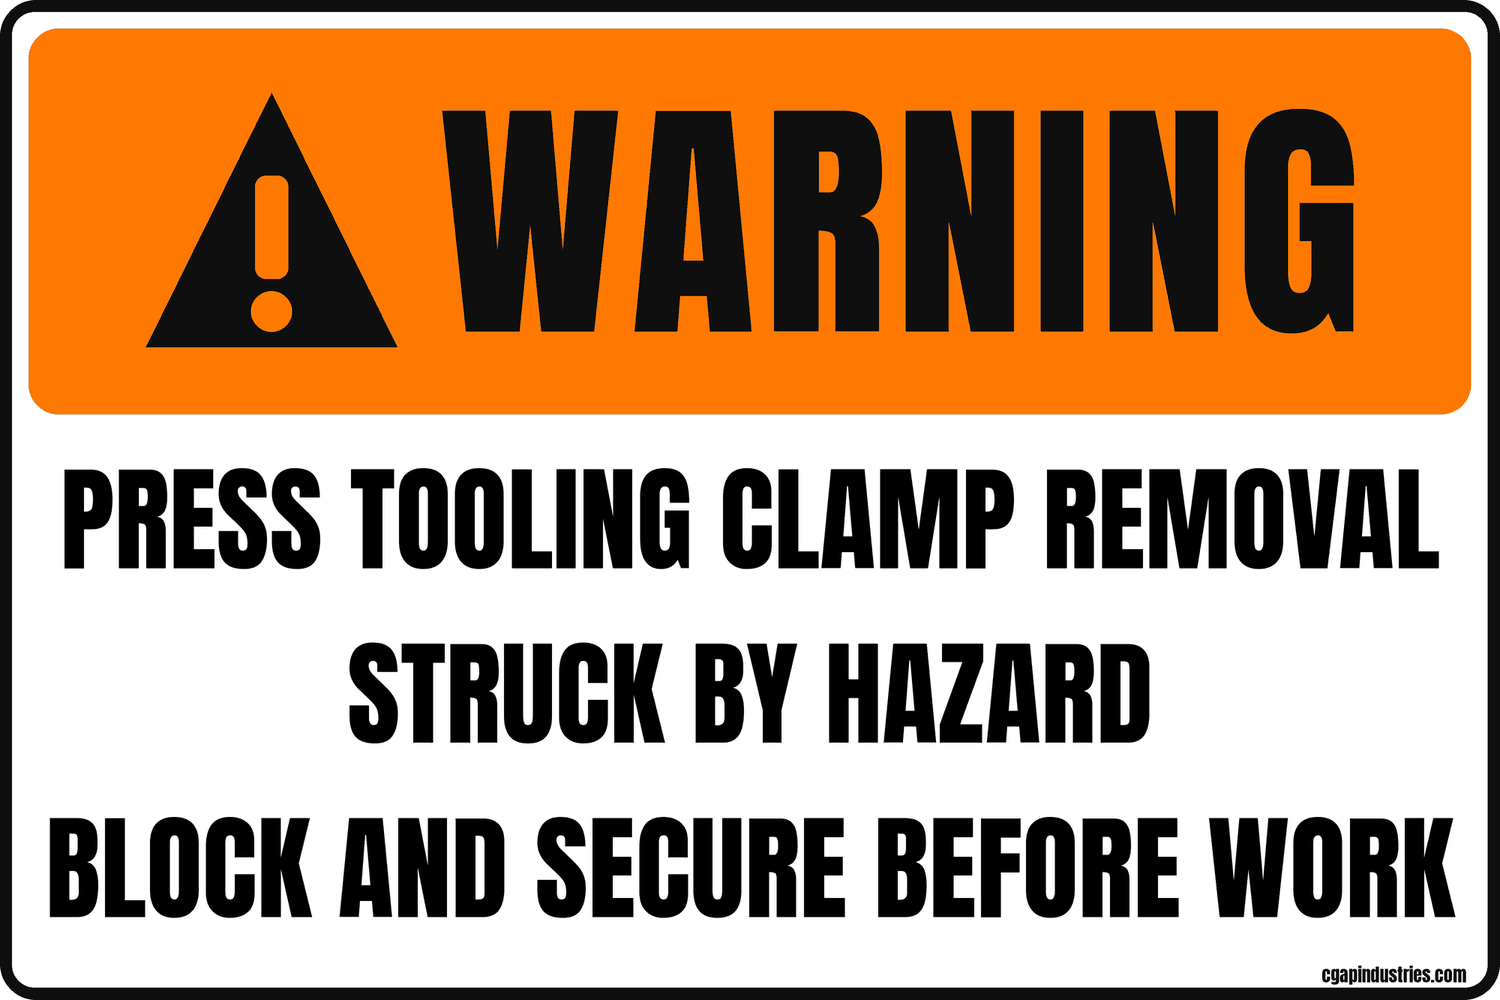 WARNING
PRESS TOOLING CLAMP REMOVAL
STRUCK BY HAZARD
BLOCK AND SECURE BEFORE WORK
cgapindustries.com